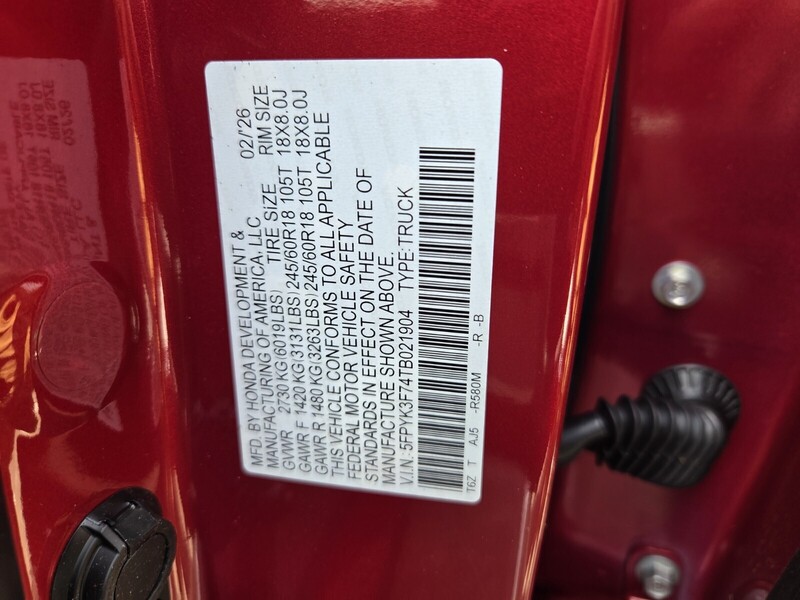 MFD. BY HONDA DEVELOPMENT &
MANUFACTURING OF AMERICA, LLC 02/'26
GVWR 2730 KG(6019LBS) TIRE SIZE RIM SIZE
GAWR F 1420 KG(3131LBS) 245/60R18 105T 18X8.0J
GAWR R 1480 KG(3263LBS) 245/60R18 105T 18X8.0J
THIS VEHICLE CONFORMS TO ALL APPLICABLE
FEDERAL MOTOR VEHICLE SAFETY
STANDARDS IN EFFECT ON THE DATE OF
MANUFACTURE SHOWN ABOVE.
V.I.N: 5FPYK3F74TB021904 TYPE:TRUCK
T6Z T AJ5 -R580M -R -B